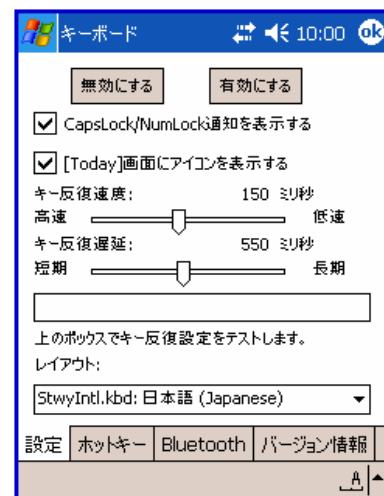 キーボード 10:00 ok
無効にする 有効にする
CapsLock/NumLock通知を表示する
[Today]画面にアイコンを表示する
キー反復速度: 150 ミリ秒
高速 低速
キー反復遅延: 550 ミリ秒
短期 長期
上のボックスでキー反復設定をテストします。
レイアウト:
StwyIntl.kbd: 日本語 (Japanese)
設定 ホットキー Bluetooth バージョン情報
A